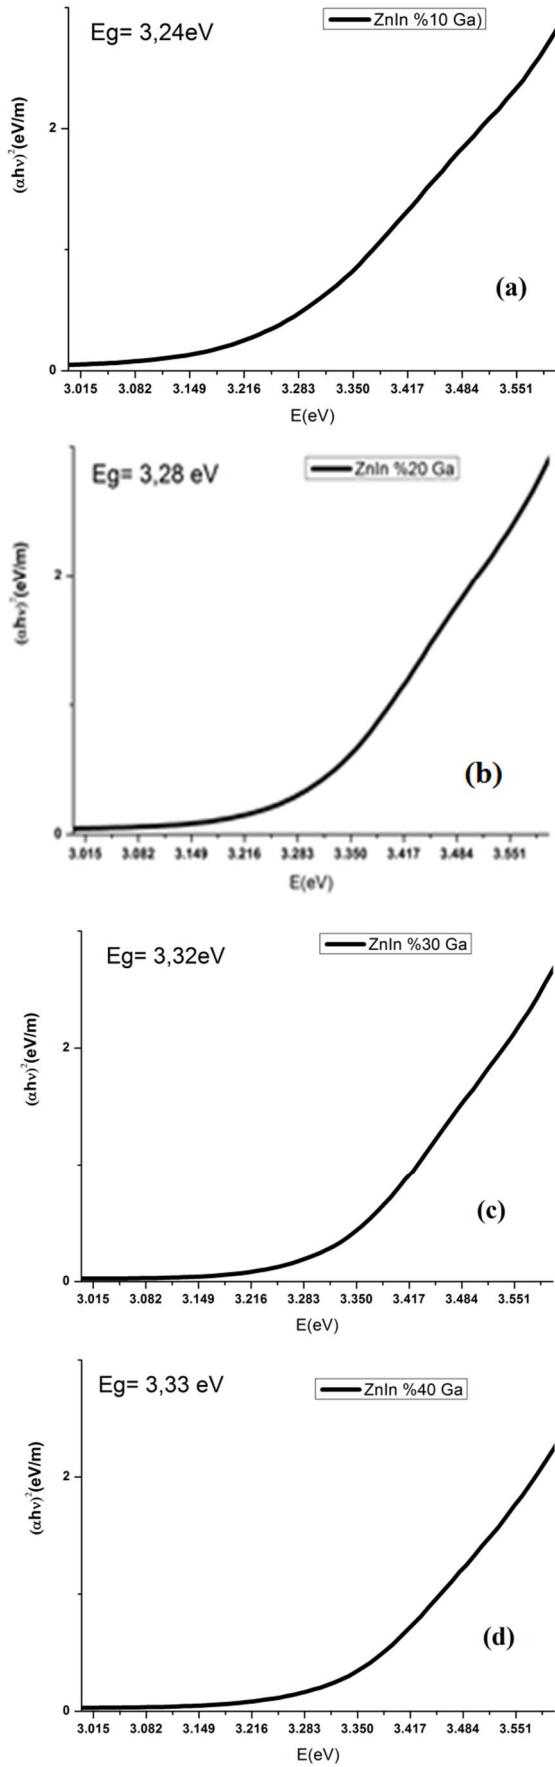 Eg= 3,24eV
ZnIn %10 Ga)
(αhν)²(eV/m)
2
0
(a)
3.015 3.082 3.149 3.216 3.283 3.350 3.417 3.484 3.551
E(eV)
Eg= 3,28 eV
ZnIn %20 Ga
(αhν)²(eV/m)
2
0
(b)
3.015 3.082 3.149 3.216 3.283 3.350 3.417 3.484 3.551
E(eV)
Eg= 3,32eV
ZnIn %30 Ga
(αhν)²(eV/m)
2
0
(c)
3.015 3.082 3.149 3.216 3.283 3.350 3.417 3.484 3.551
E(eV)
Eg= 3,33 eV
ZnIn %40 Ga
(αhν)²(eV/m)
2
0
(d)
3.015 3.082 3.149 3.216 3.283 3.350 3.417 3.484 3.551
E(eV)